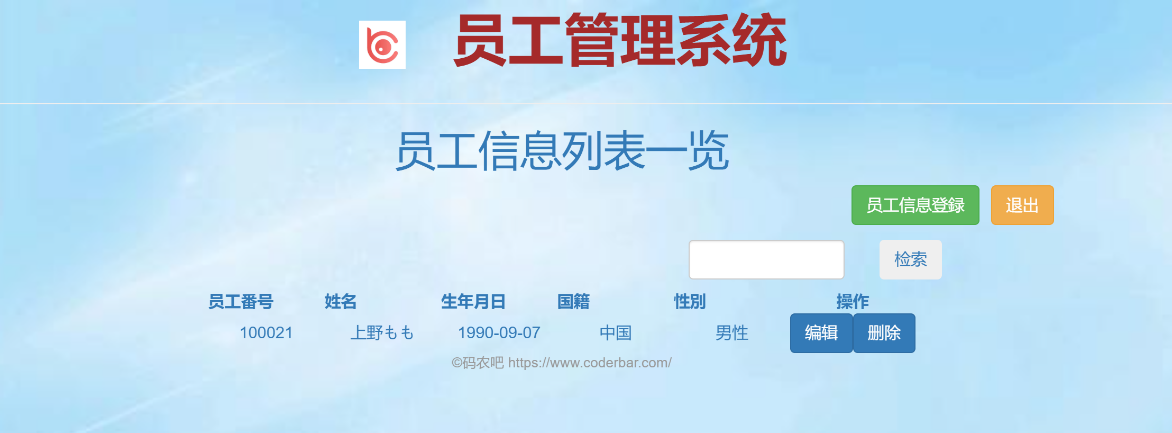 员工管理系统
员工信息列表一览
员工信息登録 退出
检索
员工番号 姓名 生年月日 国籍 性别 操作
100021 上野もも 1990-09-07 中国 男性 编辑 删除
©码农吧 https://www.coderbar.com/